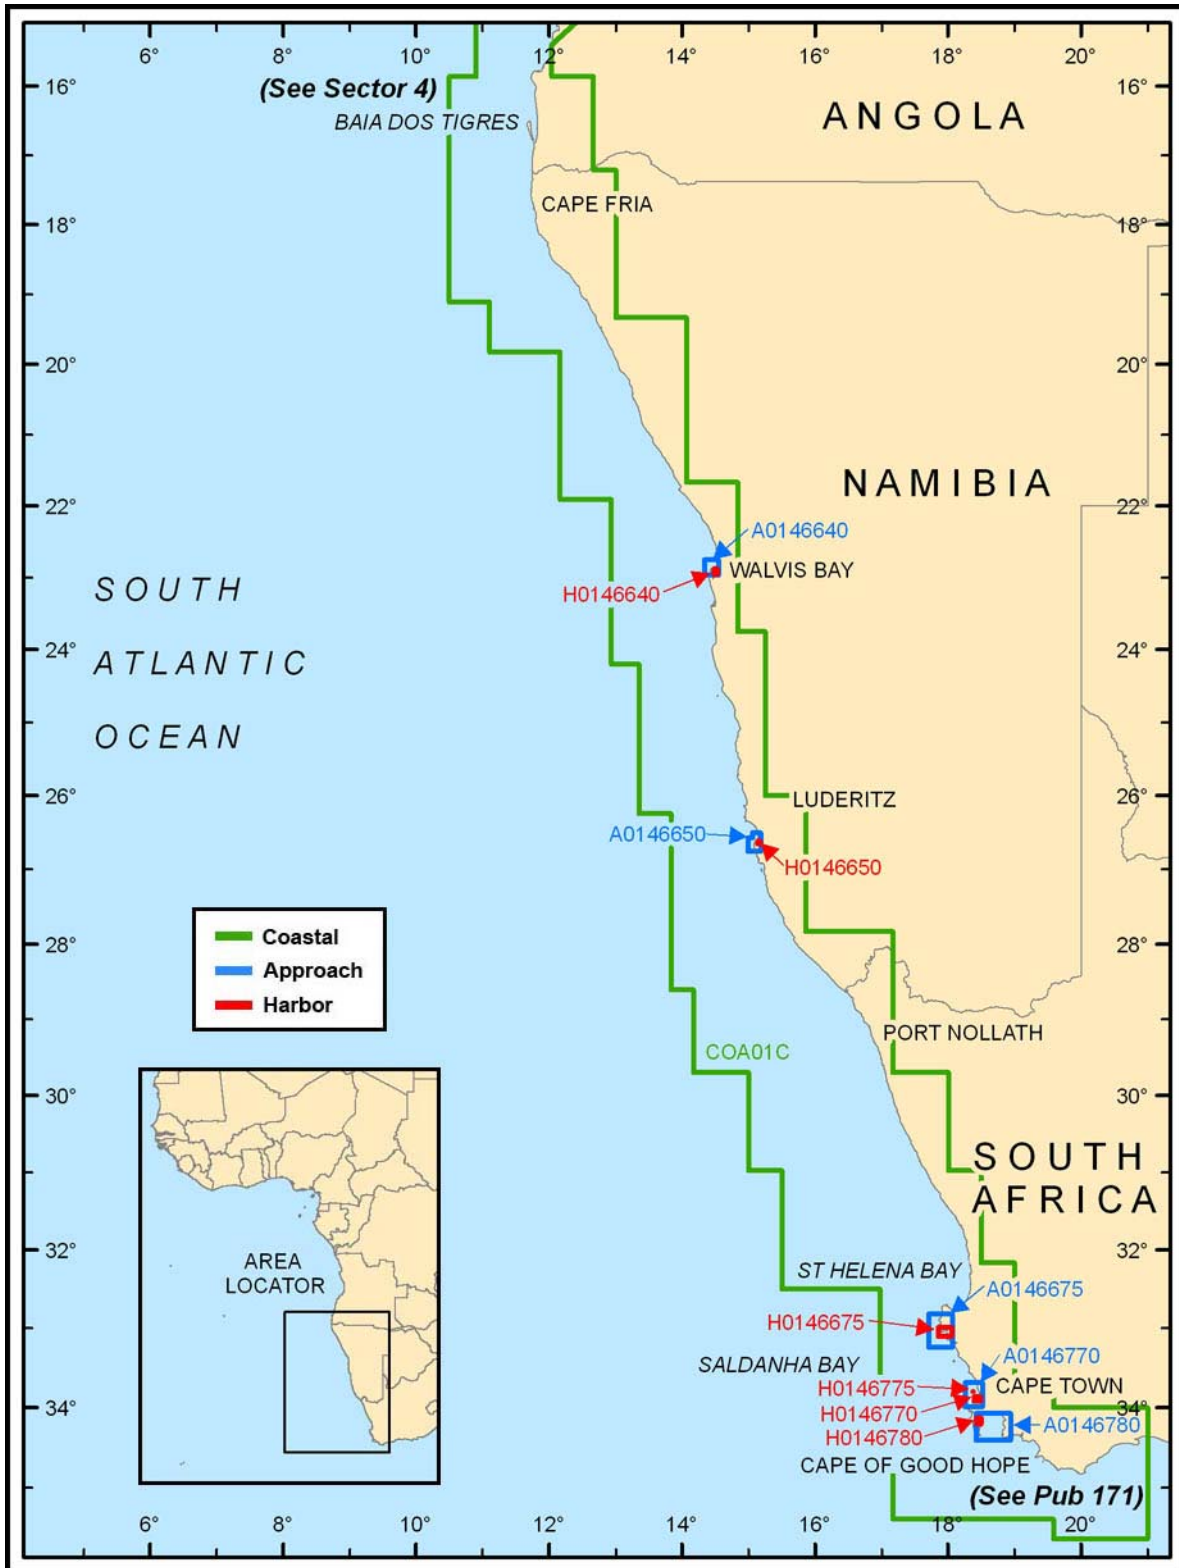 6° 8° 10° 12° 14° 16° 18° 20°
(See Sector 4)
16° 16°
BAIA DOS TIGRES
ANGOLA
CAPE FRIA
18° 18°
20° 20°
NAMIBIA
22° 22°
A0146640
WALVIS BAY
H0146640
SOUTH
ATLANTIC
OCEAN
24° 24°
26° 26°
LUDERITZ
A0146650
H0146650
Coastal
Approach
Harbor
28° 28°
PORT NOLLATH
COA01C
30° 30°
SOUTH
AFRICA
AREA
LOCATOR
32° 32°
ST HELENA BAY
A0146675
H0146675
SALDANHA BAY
A0146770
H0146775
CAPE TOWN
H0146770
34° 34°
A0146780
H0146780
CAPE OF GOOD HOPE
(See Pub 171)
6° 8° 10° 12° 14° 16° 18° 20°